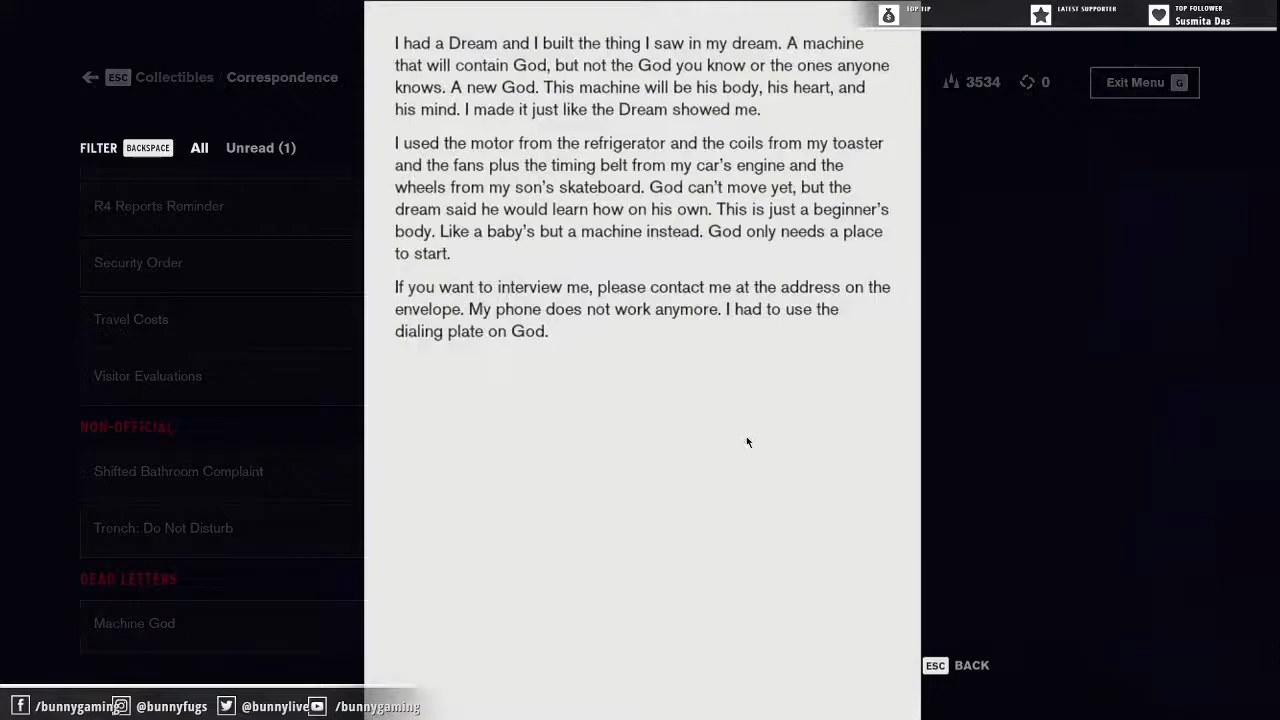 TOP TIP
LATEST SUPPORTER
TOP FOLLOWER
Susmita Das
ESC Collectibles / Correspondence
3534 0
Exit Menu G
FILTER BACKSPACE All Unread (1)
R4 Reports Reminder
Security Order
Travel Costs
Visitor Evaluations
NON-OFFICIAL
Shifted Bathroom Complaint
Trench: Do Not Disturb
DEAD LETTERS
Machine God
I had a Dream and I built the thing I saw in my dream. A machine
that will contain God, but not the God you know or the ones anyone
knows. A new God. This machine will be his body, his heart, and
his mind. I made it just like the Dream showed me.
I used the motor from the refrigerator and the coils from my toaster
and the fans plus the timing belt from my car's engine and the
wheels from my son's skateboard. God can't move yet, but the
dream said he would learn how on his own. This is just a beginner's
body. Like a baby's but a machine instead. God only needs a place
to start.
If you want to interview me, please contact me at the address on the
envelope. My phone does not work anymore. I had to use the
dialing plate on God.
ESC BACK
/bunnygaming @bunnyfugs @bunnylive /bunnygaming